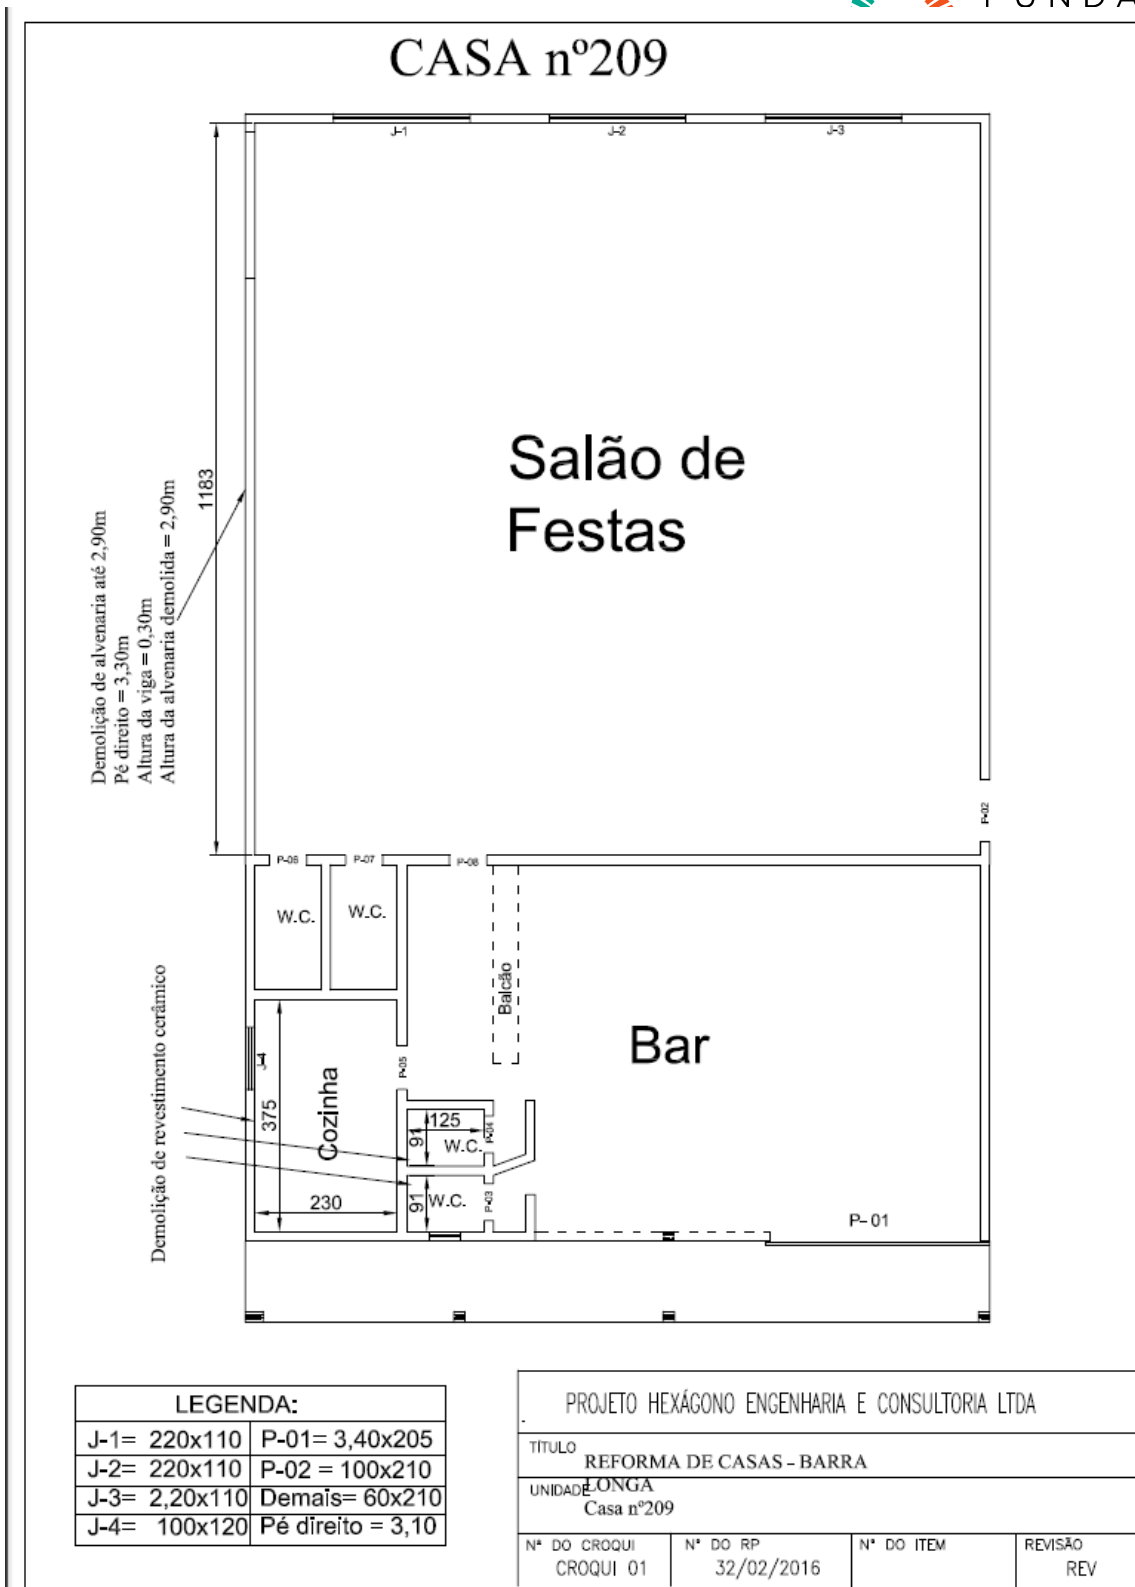 FUNDA
CASA nº209
J-1
J-2
J-3
1183
Salão de
Festas
Demolição de alvenaria até 2,90m
Pé direito = 3,30m
Altura da viga = 0,30m
Altura da alvenaria demolida = 2,90m
P-02
P-06
P-07
P-08
W.C.
W.C.
Balcão
Bar
Demolição de revestimento cerâmico
J-4
375
Cozinha
230
P-05
125
91
W.C.
P-04
91
W.C.
P-03
P-01
LEGENDA:
J-1= 220x110 P-01= 3,40x205
J-2= 220x110 P-02 = 100x210
J-3= 2,20x110 Demais= 60x210
J-4= 100x120 Pé direito = 3,10
PROJETO HEXÁGONO ENGENHARIA E CONSULTORIA LTDA
TÍTULO
REFORMA DE CASAS - BARRA
LONGA
UNIDADE
Casa nº209
Nº DO CROQUI
CROQUI 01
Nº DO RP
32/02/2016
Nº DO ITEM
REVISÃO
REV